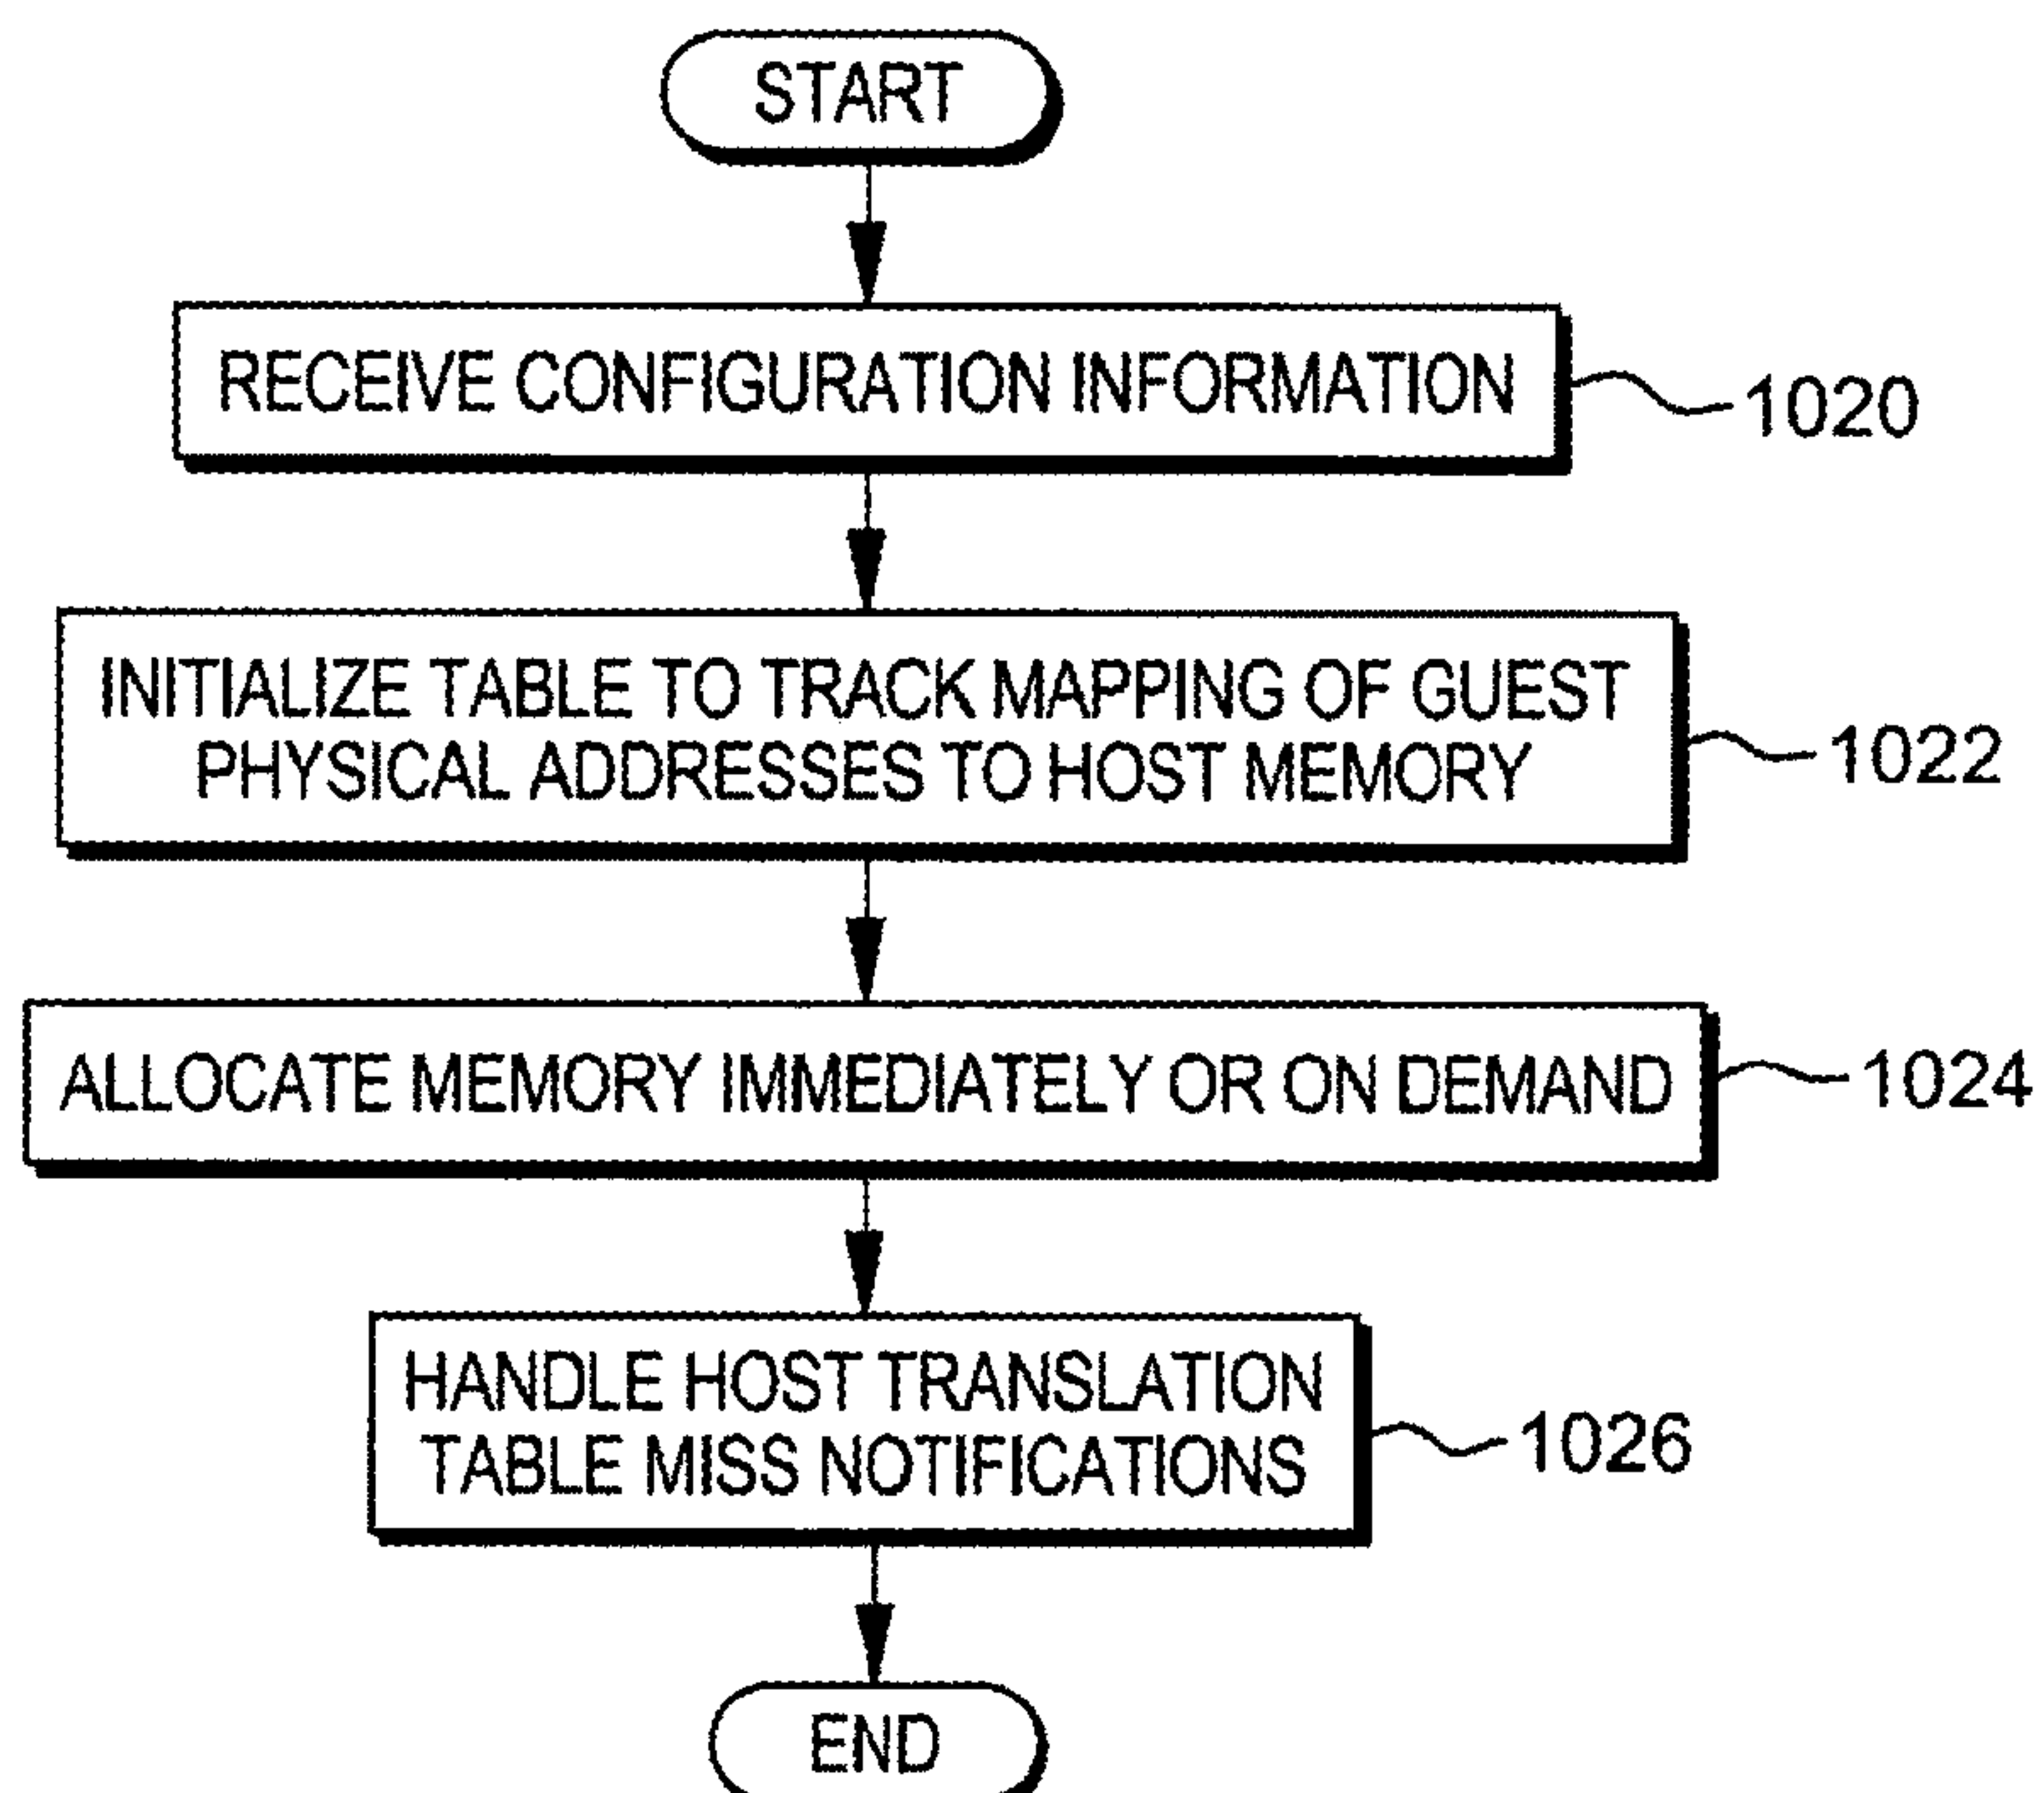 START
RECEIVE CONFIGURATION INFORMATION
1020
INITIALIZE TABLE TO TRACK MAPPING OF GUEST
PHYSICAL ADDRESSES TO HOST MEMORY
1022
ALLOCATE MEMORY IMMEDIATELY OR ON DEMAND
1024
HANDLE HOST TRANSLATION
TABLE MISS NOTIFICATIONS
1026
END